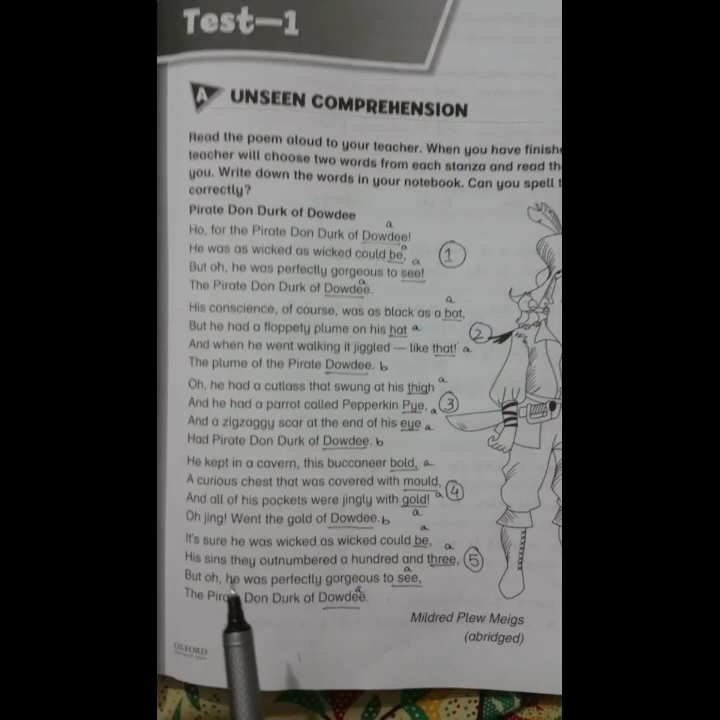 Test—1
A UNSEEN COMPREHENSION
Read the poem aloud to your teacher. When you have
teacher will choose two words from each stanza and read
you. Write down the words in your notebook. Can you spell
correctly?
Pirate Don Durk of Dowdee
a
Ho, for the Pirate Don Durk of Dowdee!
He was as wicked as wicked could be, a 1
But oh, he was perfectly gorgeous to see! a
The Pirate Don Durk of Dowdee. a
a
His conscience, of course, was as black as a bat,
But he had a floppety plume on his hat a 2
And when he went walking it jiggled — like that! a
The plume of the Pirate Dowdee. b
Oh, he had a cutlass that swung at his thigh a
And he had a parrot called Pepperkin Pye, a 3
And a zigzaggy scar at the end of his eye a
Had Pirate Don Durk of Dowdee. b
He kept in a cavern, this buccaneer bold, a
A curious chest that was covered with mould, a 4
And all of his pockets were jingly with gold! a
Oh jing! Went the gold of Dowdee. b
a
It's sure he was wicked as wicked could be,
His sins they outnumbered a hundred and three, a 5
But oh, he was perfectly gorgeous to see, a
The Don Durk of Dowdee. a
Mildred Plew Meigs
(abridged)
OXFORD